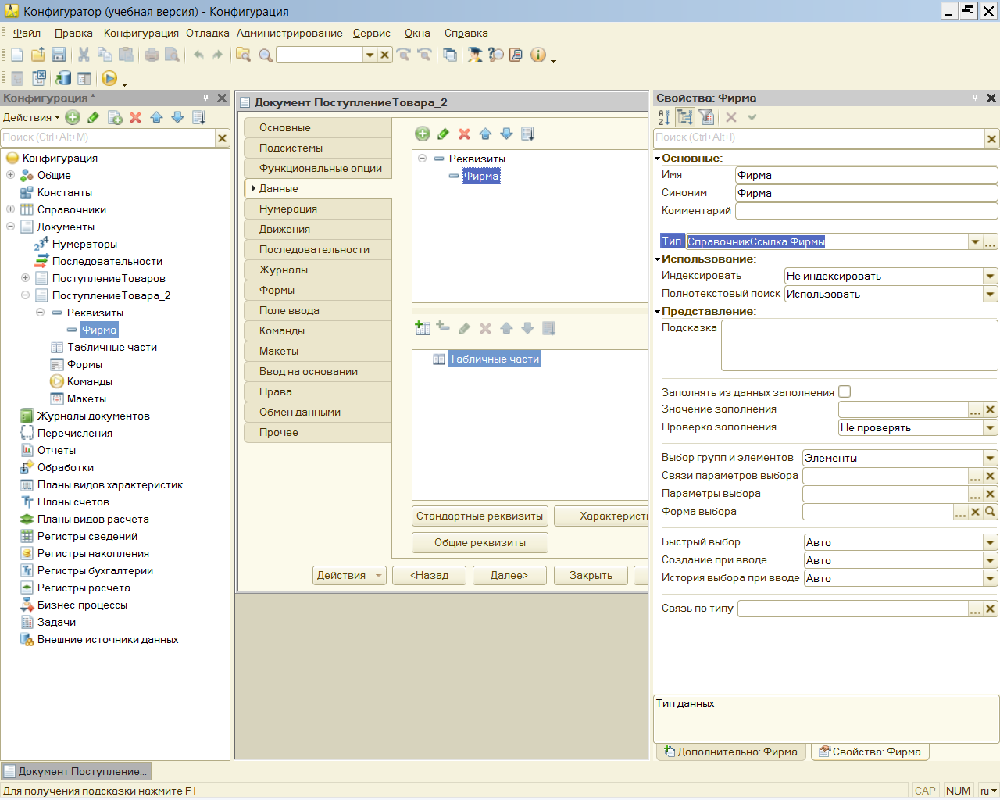 Конфигуратор (учебная версия) - Конфигурация
Файл Правка Конфигурация Отладка Администрирование Сервис Окна Справка
Конфигурация *
Действия
Поиск (Ctrl+Alt+M)
Конфигурация
Общие
Константы
Справочники
Документы
Нумераторы
Последовательности
ПоступлениеТоваров
ПоступлениеТовара_2
Реквизиты
Фирма
Табличные части
Формы
Команды
Макеты
Журналы документов
Перечисления
Отчеты
Обработки
Планы видов характеристик
Планы счетов
Планы видов расчета
Регистры сведений
Регистры накопления
Регистры бухгалтерии
Регистры расчета
Бизнес-процессы
Задачи
Внешние источники данных
Документ ПоступлениеТовара_2
Основные
Подсистемы
Функциональные опции
Данные
Нумерация
Движения
Последовательности
Журналы
Формы
Поле ввода
Команды
Макеты
Ввод на основании
Права
Обмен данными
Прочее
Реквизиты
Фирма
Табличные части
Стандартные реквизиты Характеристи
Общие реквизиты
Действия <Назад Далее> Закрыть
Свойства: Фирма
Поиск (Ctrl+Alt+I)
Основные:
Имя Фирма
Синоним Фирма
Комментарий
Тип СправочникСсылка.Фирмы
Использование:
Индексировать Не индексировать
Полнотекстовый поиск Использовать
Представление:
Подсказка
Заполнять из данных заполнения
Значение заполнения
Проверка заполнения Не проверять
Выбор групп и элементов Элементы
Связи параметров выбора
Параметры выбора
Форма выбора
Быстрый выбор Авто
Создание при вводе Авто
История выбора при вводе Авто
Связь по типу
Тип данных
Дополнительно: Фирма Свойства: Фирма
Документ Поступление...
Для получения подсказки нажмите F1 CAP NUM ru